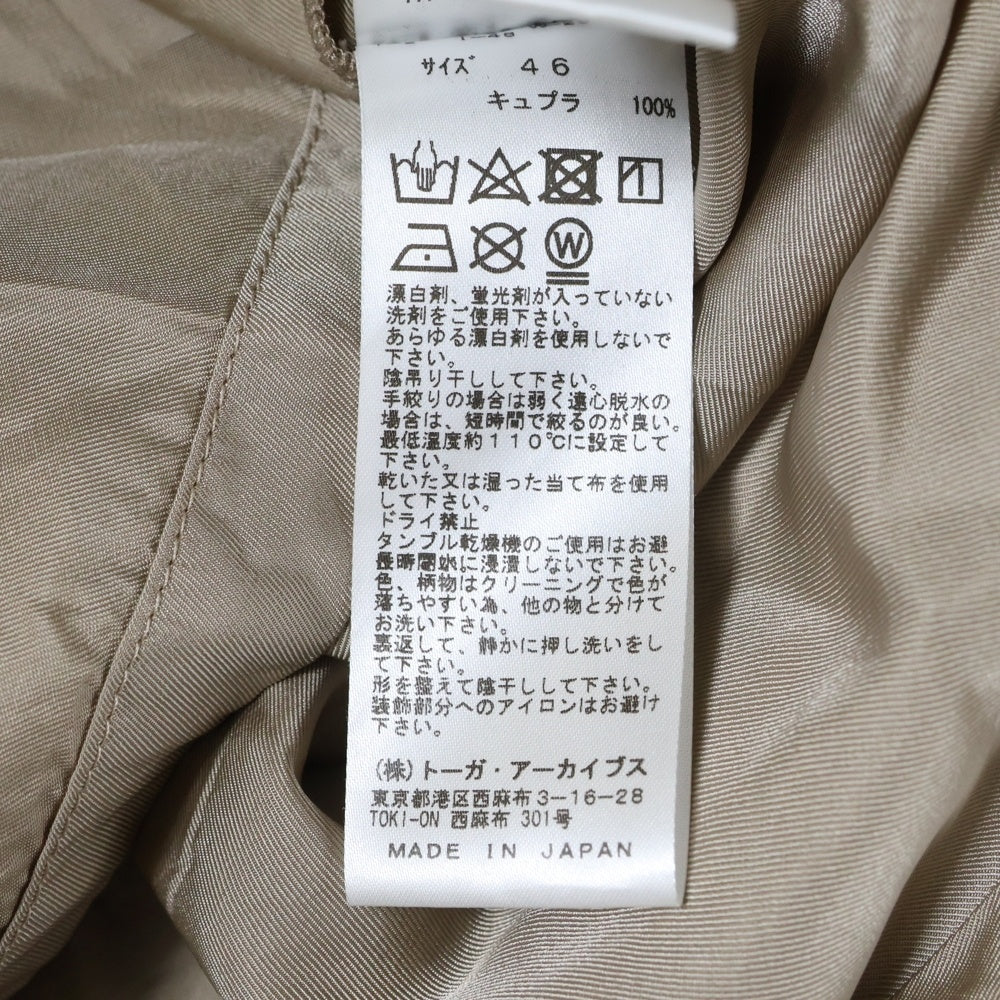 サイズ 46
キュプラ 100%
W
漂白剤、蛍光剤が入っていない
洗剤をご使用下さい。
あらゆる漂白剤を使用しないで
下さい。
陰吊り干しして下さい。
手絞りの場合は弱く遠心脱水の
場合は、短時間で絞るのが良い。
最低温度約110℃に設定して
下さい。
乾いた又は湿った当て布を使用
して下さい。
ドライ禁止
タンブル乾燥機のご使用はお避
長時間水に浸漬しないで下さい。
色、柄物はクリーニングで色が
落ちやすい為、他の物と分けて
お洗い下さい。
裏返して、静かに押し洗いをし
て下さい。
形を整えて陰干しして下さい。
装飾部分へのアイロンはお避け
下さい。
(株)トーガ・アーカイブス
東京都港区西麻布3-16-28
TOKI-ON 西麻布 301号
MADE IN JAPAN